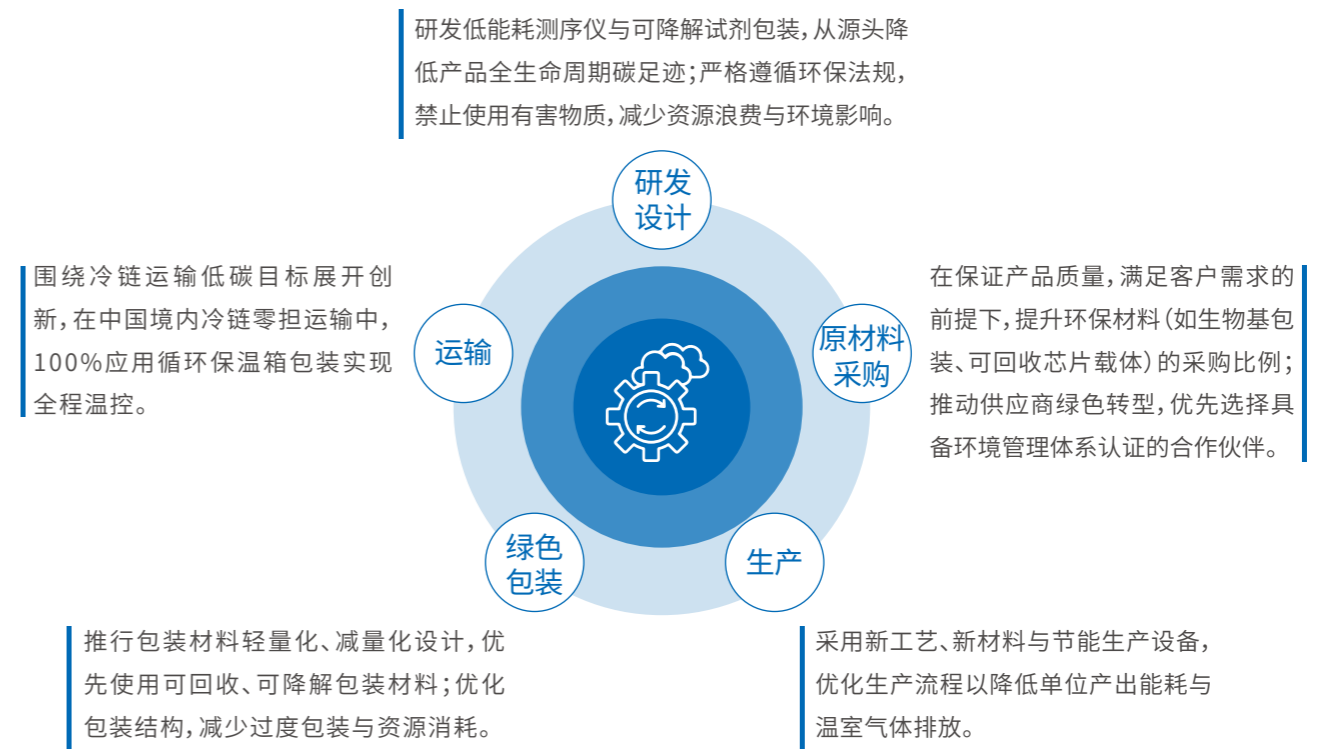 研发低能耗测序仪与可降解试剂包装，从源头降
低产品全生命周期碳足迹；严格遵循环保法规，
禁止使用有害物质，减少资源浪费与环境影响。
研发
设计
围绕冷链运输低碳目标展开创
新，在中国境内冷链零担运输中，
100%应用循环保温箱包装实现
全程温控。
运输
原材料
采购
在保证产品质量，满足客户需求的
前提下，提升环保材料（如生物基包
装、可回收芯片载体）的采购比例；
推动供应商绿色转型，优先选择具
备环境管理体系认证的合作伙伴。
绿色
包装
生产
推行包装材料轻量化、减量化设计，优
先使用可回收、可降解包装材料；优化
包装结构，减少过度包装与资源消耗。
采用新工艺、新材料与节能生产设备，
优化生产流程以降低单位产出能耗与
温室气体排放。